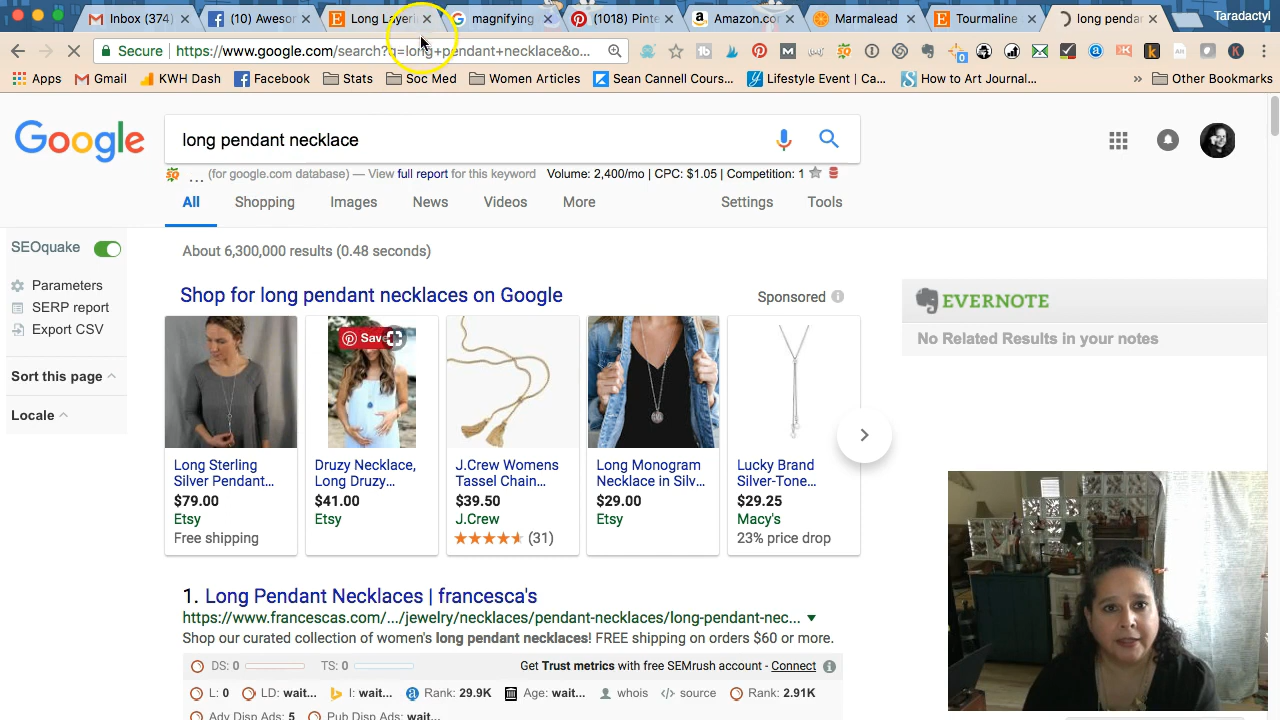 Inbox (374)
(10) Aweso
Long Layeri
magnifying
(1018) Pinte
Amazon.co
Marmalead
Tourmaline
long penda
Taradactyl
Secure
https://www.google.com/search?q=long+pendant+necklace&o...
Apps
Gmail
KWH Dash
Facebook
Stats
Soc Med
Women Articles
Sean Cannell Cours...
Lifestyle Event | Ca...
How to Art Journal...
»
Other Bookmarks
Google
long pendant necklace
... (for google.com database) — View full report for this keyword Volume: 2,400/mo | CPC: $1.05 | Competition: 1
All
Shopping
Images
News
Videos
More
Settings
Tools
SEOquake
Parameters
SERP report
Export CSV
Sort this page
Locale
About 6,300,000 results (0.48 seconds)
Shop for long pendant necklaces on Google
Sponsored
EVERNOTE
No Related Results in your notes
Save
Long Sterling
Silver Pendant...
$79.00
Etsy
Free shipping
Druzy Necklace,
Long Druzy...
$41.00
Etsy
J.Crew Womens
Tassel Chain...
$39.50
J.Crew
(31)
Long Monogram
Necklace in Silv...
$29.00
Etsy
Lucky Brand
Silver-Tone...
$29.25
Macy's
23% price drop
1. Long Pendant Necklaces | francesca's
https://www.francescas.com/.../jewelry/necklaces/pendant-necklaces/long-pendant-nec...
Shop our curated collection of women's long pendant necklaces! FREE shipping on orders $60 or more.
DS: 0
TS: 0
Get Trust metrics with free SEMrush account - Connect
L: 0
LD: wait...
I: wait...
Rank: 29.9K
Age: wait...
whois
source
Rank: 2.91K
Adv Disp Ads: 5
Pub Disp Ads: wait...